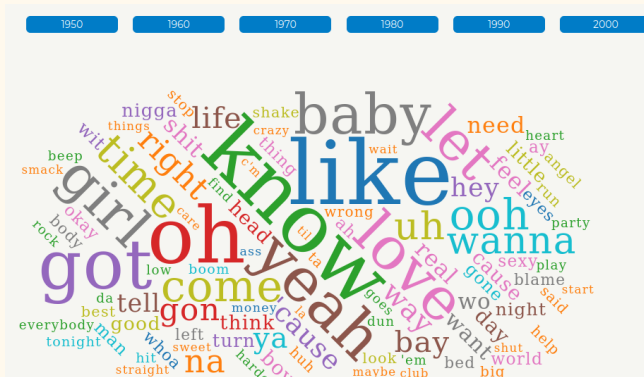 1950 1960 1970 1980 1990 2000
stop
nigga
things
shit
life
shake
crazy
baby
wait
let
need
heart
ay
angel
little
run
wit
beep
smack
time
right
c'm
thing
know
like
hey
feel
eyes
party
girl
okay
body
rock
care
find
head
wrong
ah
til
ta
uh
ooh
wanna
oh
ass
love
real
cause
sexy
play
got
low
boom
yeah
gone
blame
said
start
come
goes
way
wo
night
da
tell
gon
money
la
dun
want
day
help
best
good
everybody
think
'cause
bay
man
tonight
whoa
left
turn
ya
huh
look
'em
bed
shut
world
hit
sweet
straight
na
hard
boy
maybe
club
big